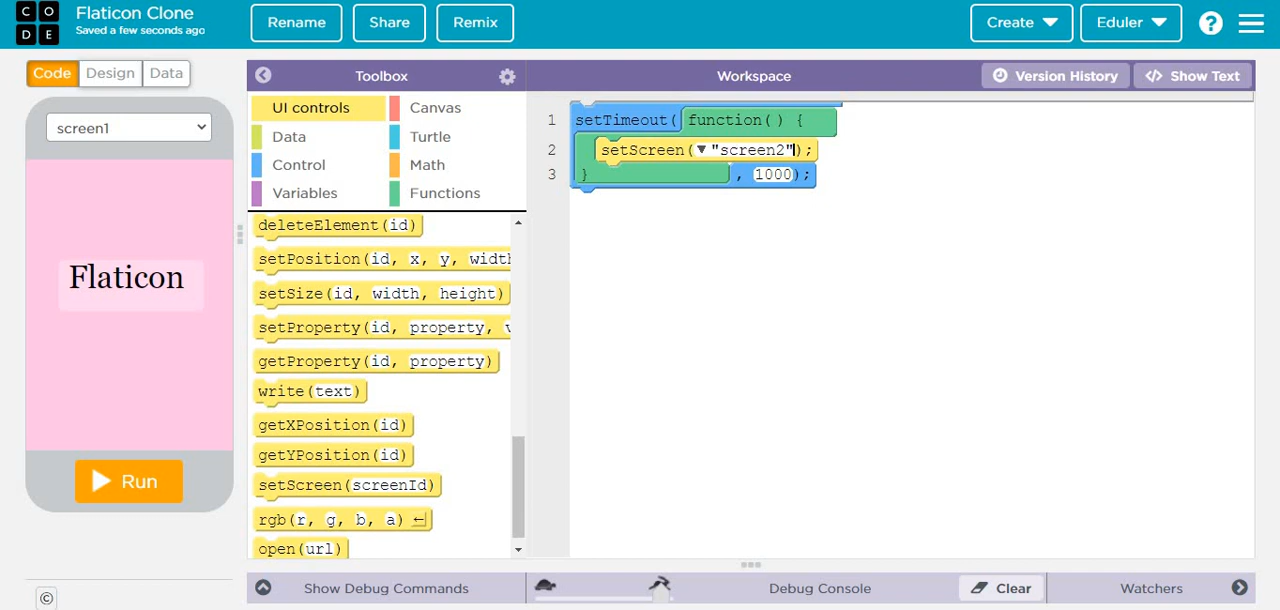 C O
D E
Flaticon Clone
Saved a few seconds ago
Rename
Share
Remix
Create
Eduler
?
Code
Design
Data
Toolbox
Workspace
Version History
</> Show Text
screen1
Flaticon
Run
©
UI controls
Canvas
Data
Turtle
Control
Math
Variables
Functions
deleteElement(id)
setPosition(id, x, y, width
setSize(id, width, height)
setProperty(id, property, v
getProperty(id, property)
write(text)
getXPosition(id)
getYPosition(id)
setScreen(screenId)
rgb(r, g, b, a)
open(url)
1 setTimeout( function() {
2 setScreen( ▼ "screen2");
3 } , 1000);
Show Debug Commands
Debug Console
Clear
Watchers